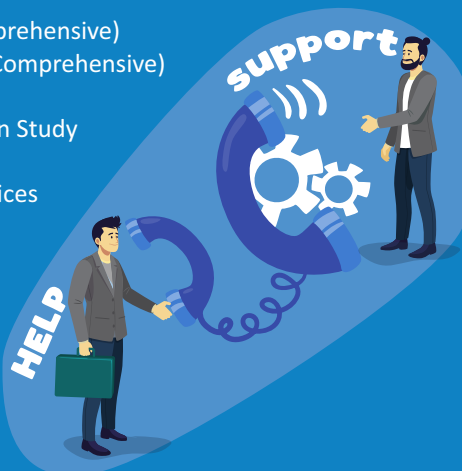 prehensive)
Comprehensive)
n Study
ices
support
HELP